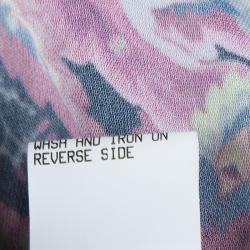 WASH AND IRON ON
REVERSE SIDE